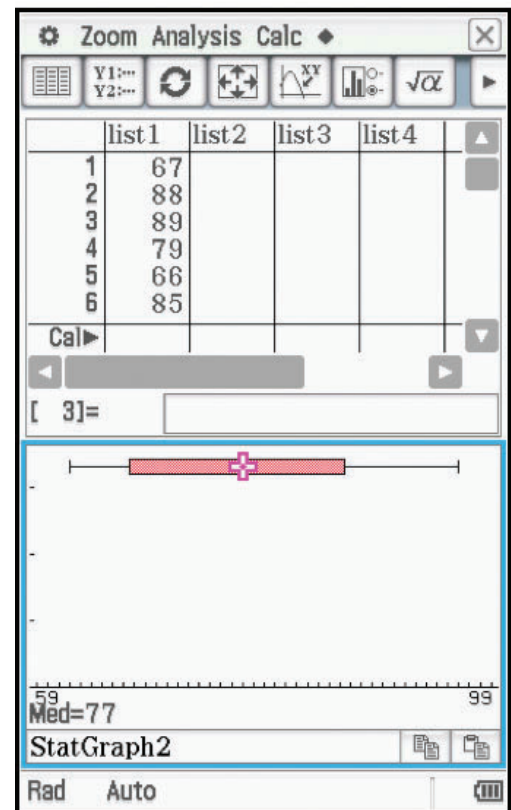 Zoom Analysis Calc
Y1:... Y2:... XY √α
list1 list2 list3 list4
1 67
2 88
3 89
4 79
5 66
6 85
Cal▶
[ 3]=
59 99
Med=77
StatGraph2
Rad Auto